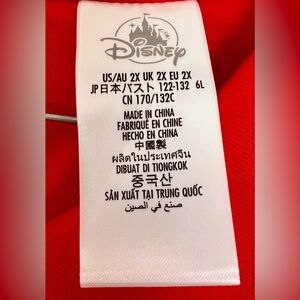 Disney
US/AU 2X UK 2X EU 2X
JP日本バスト 122-132 6L
CN 170/132C
MADE IN CHINA
FABRIQUÉ EN CHINE
HECHO EN CHINA
中國製
ผลิตในประเทศจีน
DIBUAT DI TIONGKOK
중국산
SẢN XUẤT TẠI TRUNG QUỐC
صنع في الصين